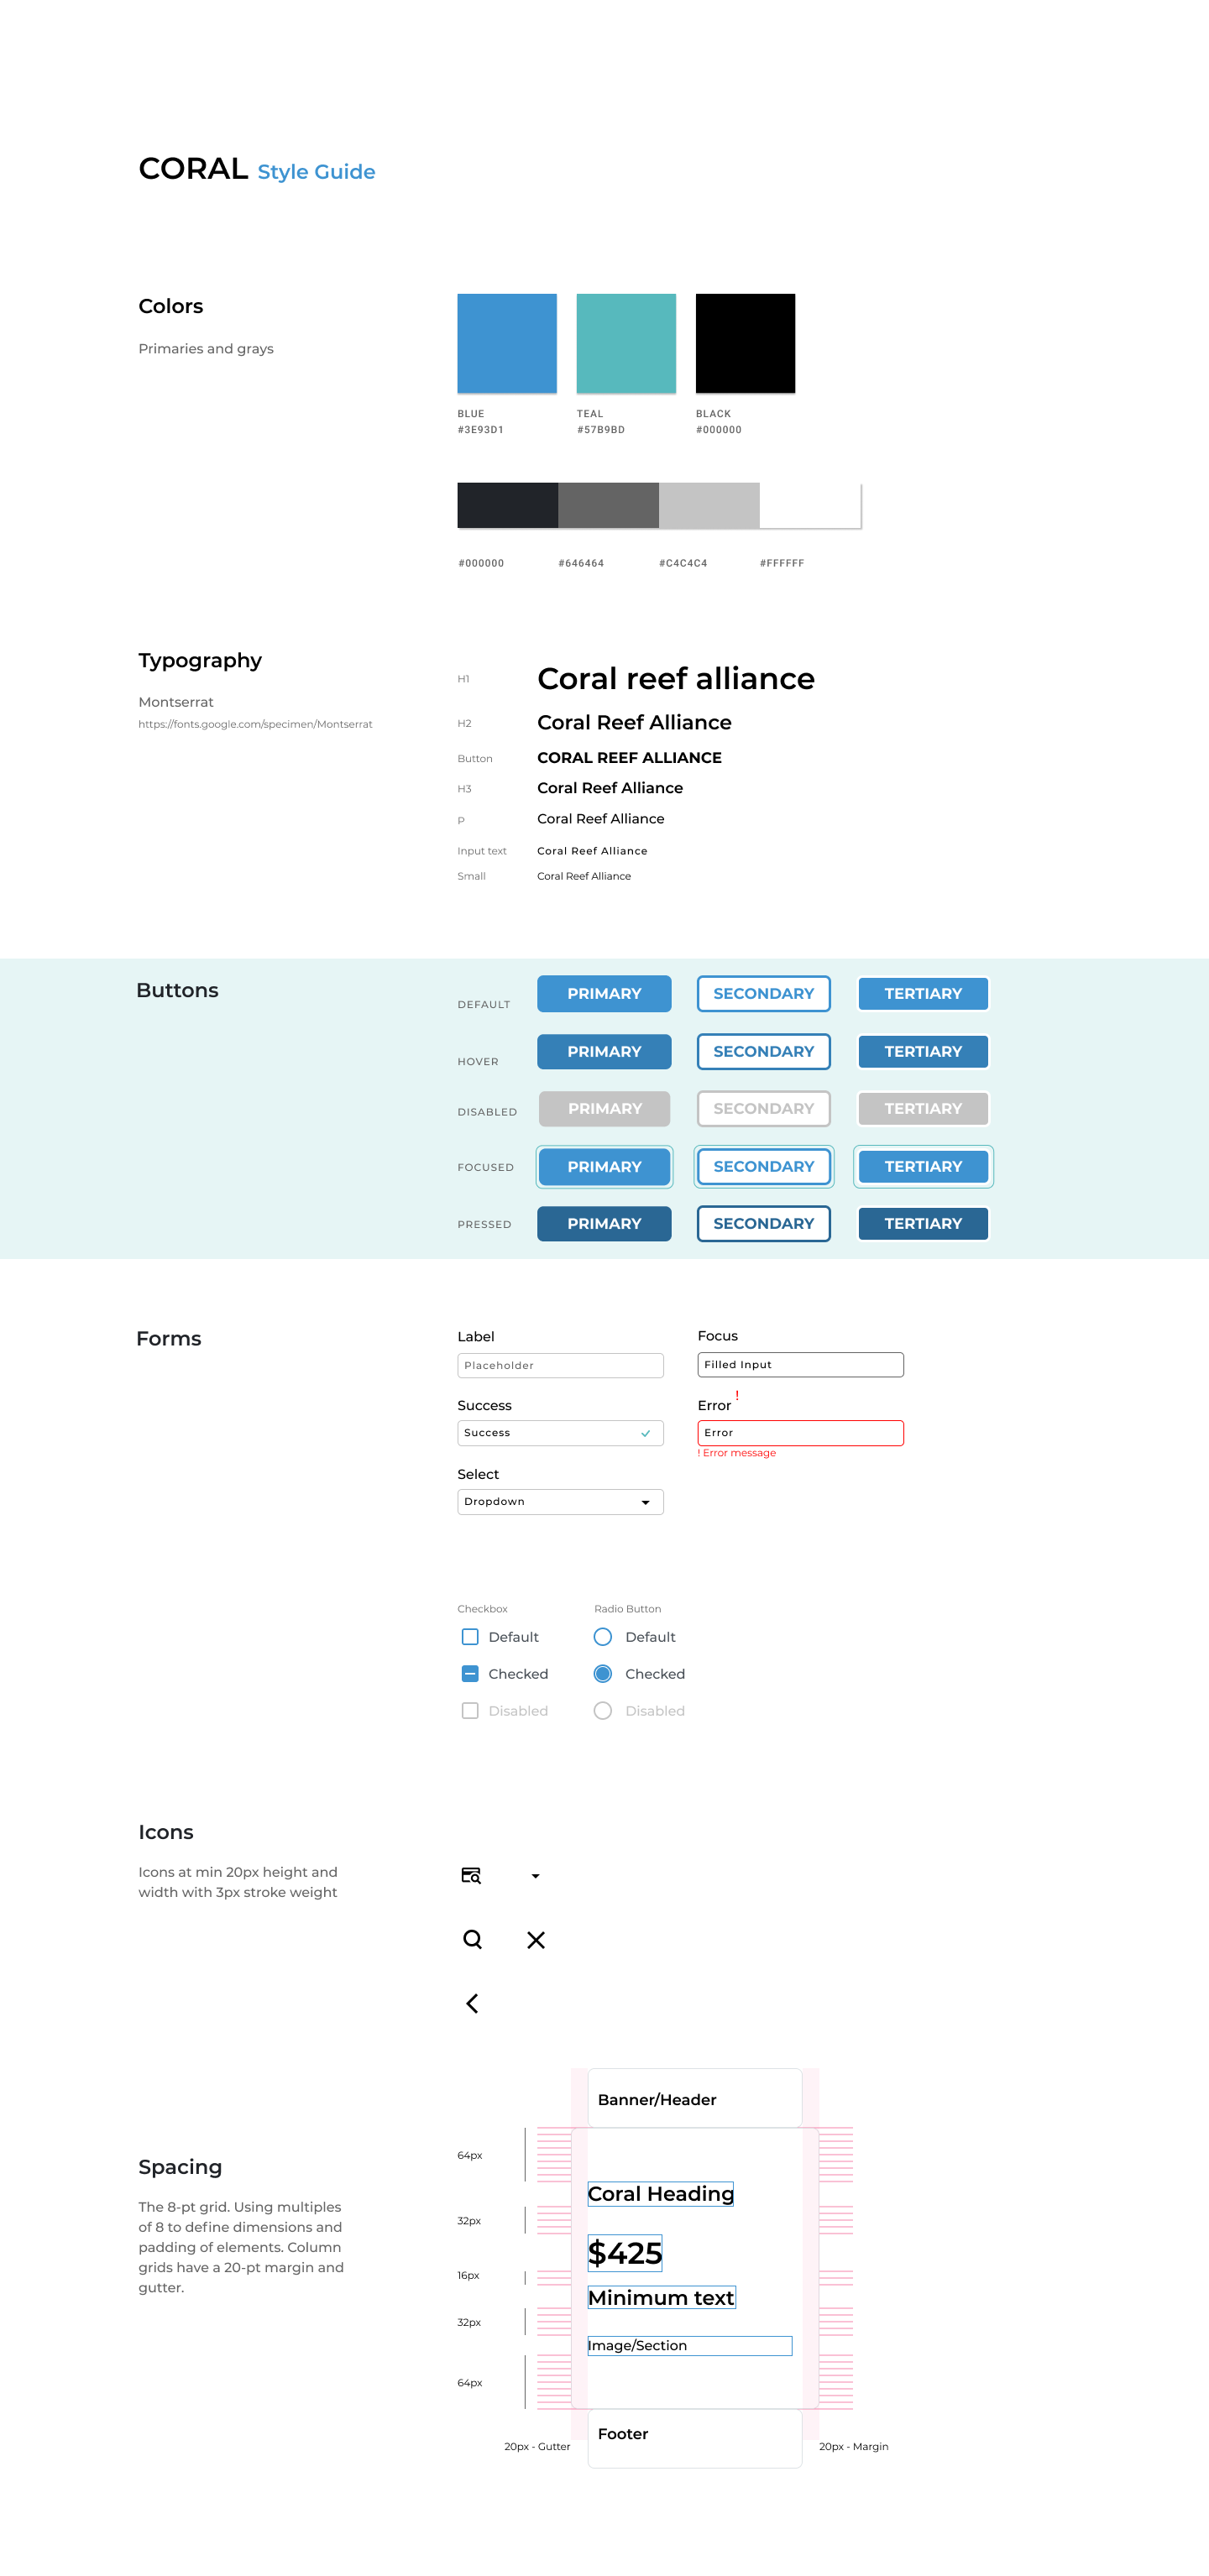 CORAL Style Guide
Colors
Primaries and grays
BLUE
#3E93D1
TEAL
#57B9BD
BLACK
#000000
#000000 #646464 #C4C4C4 #FFFFFF
Typography
Montserrat
https://fonts.google.com/specimen/Montserrat
H1 Coral reef alliance
H2 Coral Reef Alliance
Button CORAL REEF ALLIANCE
H3 Coral Reef Alliance
P Coral Reef Alliance
Input text Coral Reef Alliance
Small Coral Reef Alliance
Buttons
DEFAULT PRIMARY SECONDARY TERTIARY
HOVER PRIMARY SECONDARY TERTIARY
DISABLED PRIMARY SECONDARY TERTIARY
FOCUSED PRIMARY SECONDARY TERTIARY
PRESSED PRIMARY SECONDARY TERTIARY
Forms
Label
Placeholder
Focus
Filled Input
Success
Success
Error !
Error
! Error message
Select
Dropdown
Checkbox Radio Button
Default Default
Checked Checked
Disabled Disabled
Icons
Icons at min 20px height and
width with 3px stroke weight
Spacing
The 8-pt grid. Using multiples
of 8 to define dimensions and
padding of elements. Column
grids have a 20-pt margin and
gutter.
Banner/Header
64px
Coral Heading
32px
$425
16px
Minimum text
32px
Image/Section
64px
Footer
20px - Gutter 20px - Margin